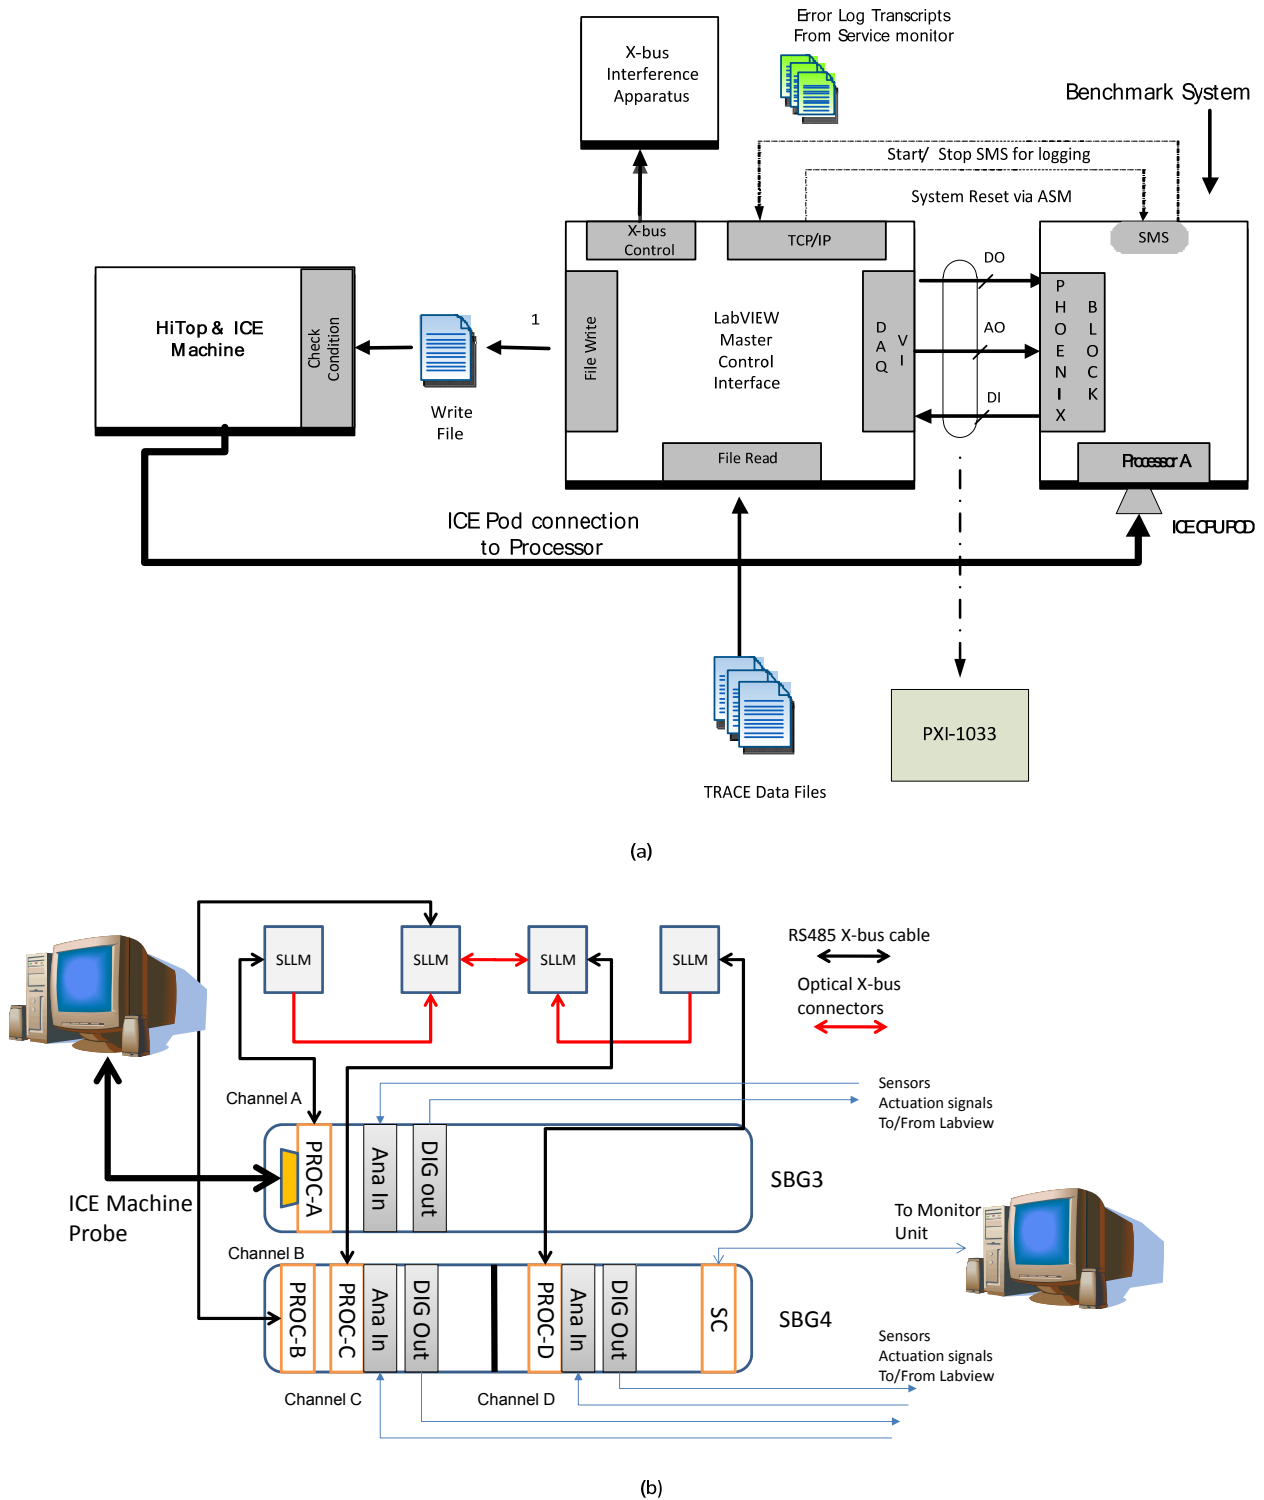 Error Log Transcripts
From Service monitor
X-bus
Interference
Apparatus
Benchmark System
Start/ Stop SMS for logging
System Reset via ASM
X-bus
Control
TCP/IP
SMS
DO
HiTop & ICE
Machine
Check
Condition
1
File Write
LabVIEW
Master
Control
Interface
DAQ
VI
AO
PHOENIX
BLOCK
DI
Write
File
File Read
Processor A
ICE Pod connection
to Processor
ICE CPU POD
PXI-1033
TRACE Data Files
(a)
SLLM
SLLM
SLLM
SLLM
RS485 X-bus cable
Optical X-bus
connectors
Channel A
Sensors
Actuation signals
To/From Labview
PROC-A
Ana In
DIG out
SBG3
ICE Machine
Probe
To Monitor
Unit
Channel B
PROC-B
PROC-C
Ana In
DIG Out
PROC-D
Ana In
DIG Out
SC
SBG4
Sensors
Actuation signals
To/From Labview
Channel C
Channel D
(b)